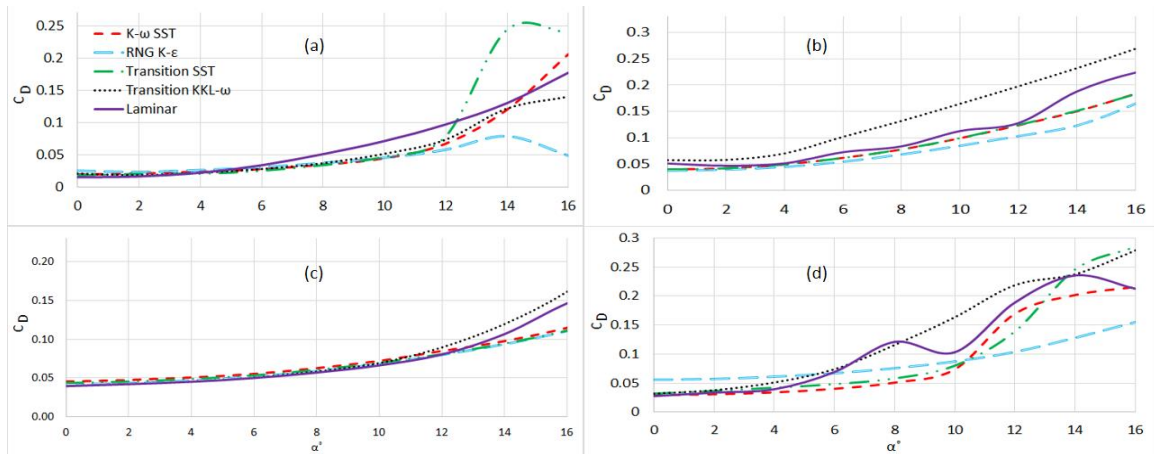 0.25
0.2
0.15
0.1
0.05
0
C_D
K-ω SST
RNG K-ε
Transition SST
Transition KKL-ω
Laminar
(a)
0 2 4 6 8 10 12 14 16
0.3
0.25
0.2
0.15
0.1
0.05
0
C_D
(b)
0 2 4 6 8 10 12 14 16
0.20
0.15
0.10
0.05
0.00
C_D
(c)
0 2 4 6 8 10 12 14 16
α°
0.3
0.25
0.2
0.15
0.1
0.05
0
C_D
(d)
0 2 4 6 8 10 12 14 16
α°